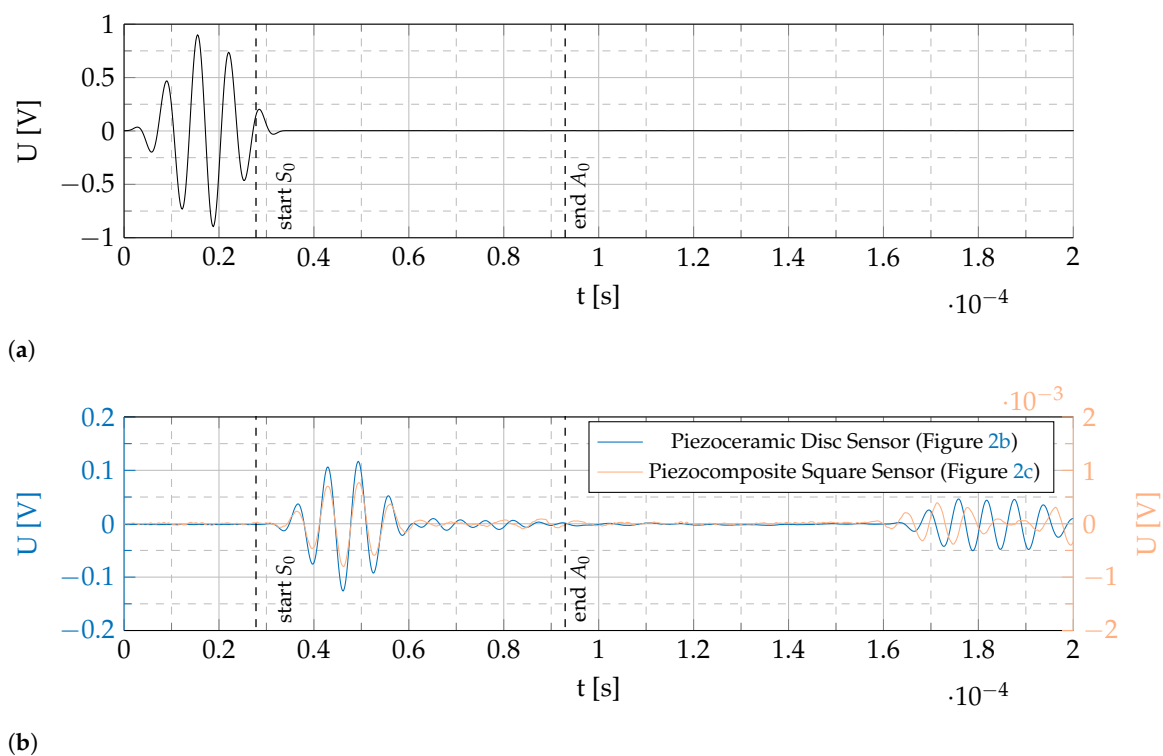 1
0.5
0
−0.5
−1
U [V]
start S0
end A0
0 0.2 0.4 0.6 0.8 1 1.2 1.4 1.6 1.8 2
t [s]
·10−4
(a)
·10−3
0.2
0.1
0
−0.1
−0.2
U [V]
Piezoceramic Disc Sensor (Figure 2b)
Piezocomposite Square Sensor (Figure 2c)
start S0
end A0
2
1
0
−1
−2
U [V]
0 0.2 0.4 0.6 0.8 1 1.2 1.4 1.6 1.8 2
t [s]
·10−4
(b)